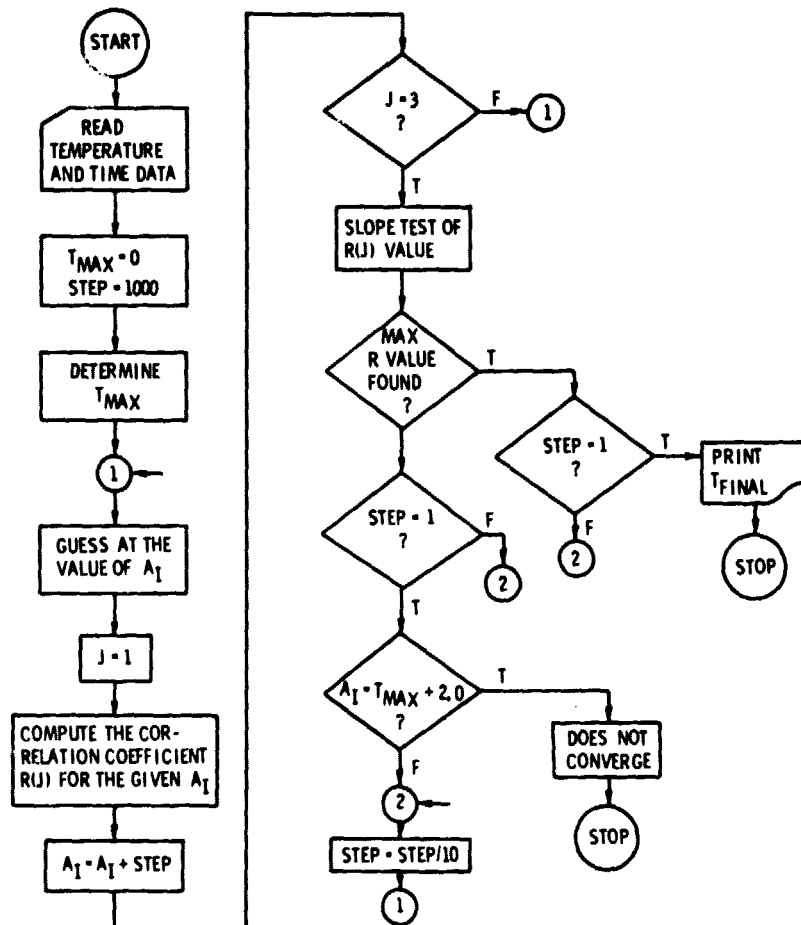 START
READ
TEMPERATURE
AND TIME DATA
T_MAX = 0
STEP = 1000
DETERMINE
T_MAX
1
GUESS AT THE
VALUE OF A_I
J = 1
COMPUTE THE COR-
RELATION COEFFICIENT
R(J) FOR THE GIVEN A_I
A_I = A_I + STEP
J = 3
?
F
1
T
SLOPE TEST OF
R(J) VALUE
MAX
R VALUE
FOUND
?
T
STEP = 1
?
T
PRINT
T_FINAL
STOP
F
2
STEP = 1
?
F
2
T
A_I = T_MAX + 2.0
?
T
DOES NOT
CONVERGE
STOP
F
2
STEP = STEP/10
1